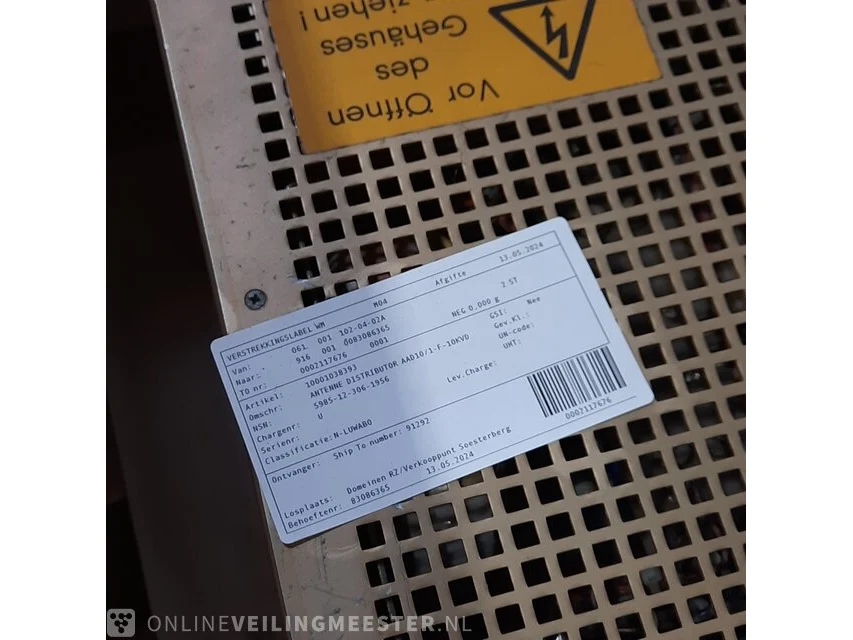 Vor Öffnen
des
Gehäuses
ziehen !
VERSTREKKINGSLABEL WM M04 Afgifte 13.05.2024
Van: 061 001 102-04-02A
Naar: 916 001 0083086365 2 ST
TO nr: 0002117676 0001 NEG 0,000 g
Artikel: 10001038393 GSI: Nee
Omschr: ANTENNE DISTRIBUTOR AAD10/1-F-10KVD Gev.Kl.:
NSN: 5985-12-306-1956 UN-code:
Chargenr: U UHT:
Serienr: Lev.Charge:
Classificatie: N-LUWABO
Ontvanger: Ship To number: 91292
0002117676
Losplaats: Domeinen RZ/Verkooppunt Soesterberg
Behoeftenr: 83086365 13.05.2024
ONLINEVEILINGMEESTER.NL